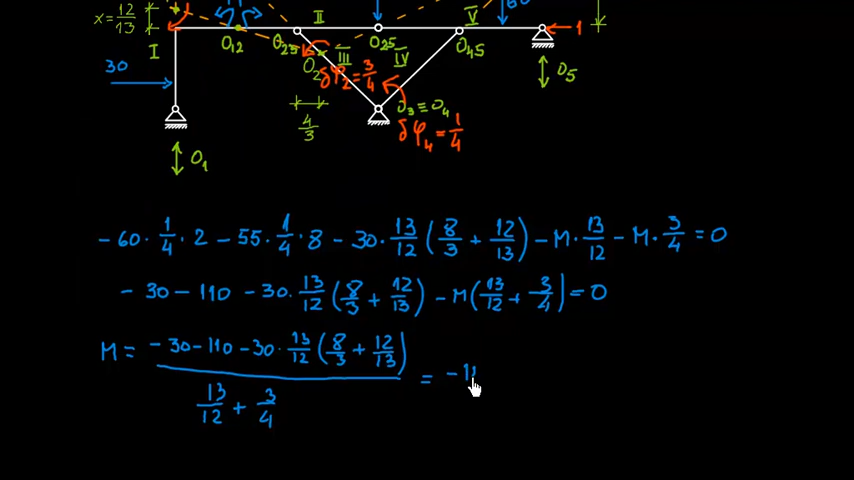 x = 12/13
60
II
V
1
I
O12
O23
O25
O45
30
O2
III
IV
δφ2 = 3/4
O5
O3 ≡ O4
4/3
δφ4 = 1/4
O1
-60 · 1/4 · 2 - 55 · 1/4 · 8 - 30 · 13/12 (8/3 + 12/13) - M · 13/12 - M · 3/4 = 0
- 30 - 110 - 30 · 13/12 (8/3 + 12/13) - M (13/12 + 3/4) = 0
M = (-30 - 110 - 30 · 13/12 (8/3 + 12/13)) / (13/12 + 3/4) = -11